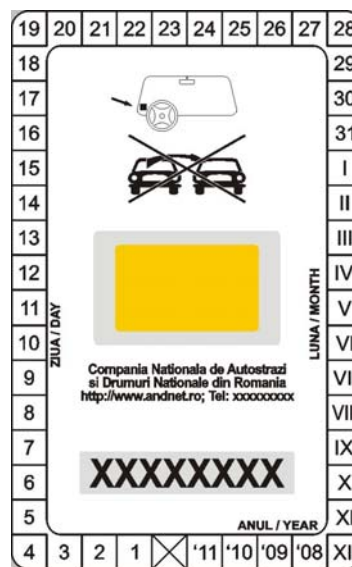 19 20 21 22 23 24 25 26 27 28
18 29
17 30
16 31
15 I
14 II
13 III
12 IV
11 V
10 VI
9 VII
8 VIII
7 IX
6 X
5 XI
4 3 2 1 '11 '10 '09 '08 XII
ZIUA / DAY
LUNA / MONTH
Compania Nationala de Autostrazi
si Drumuri Nationale din Romania
http://www.andnet.ro; Tel: xxxxxxxxx
XXXXXXXX
ANUL / YEAR